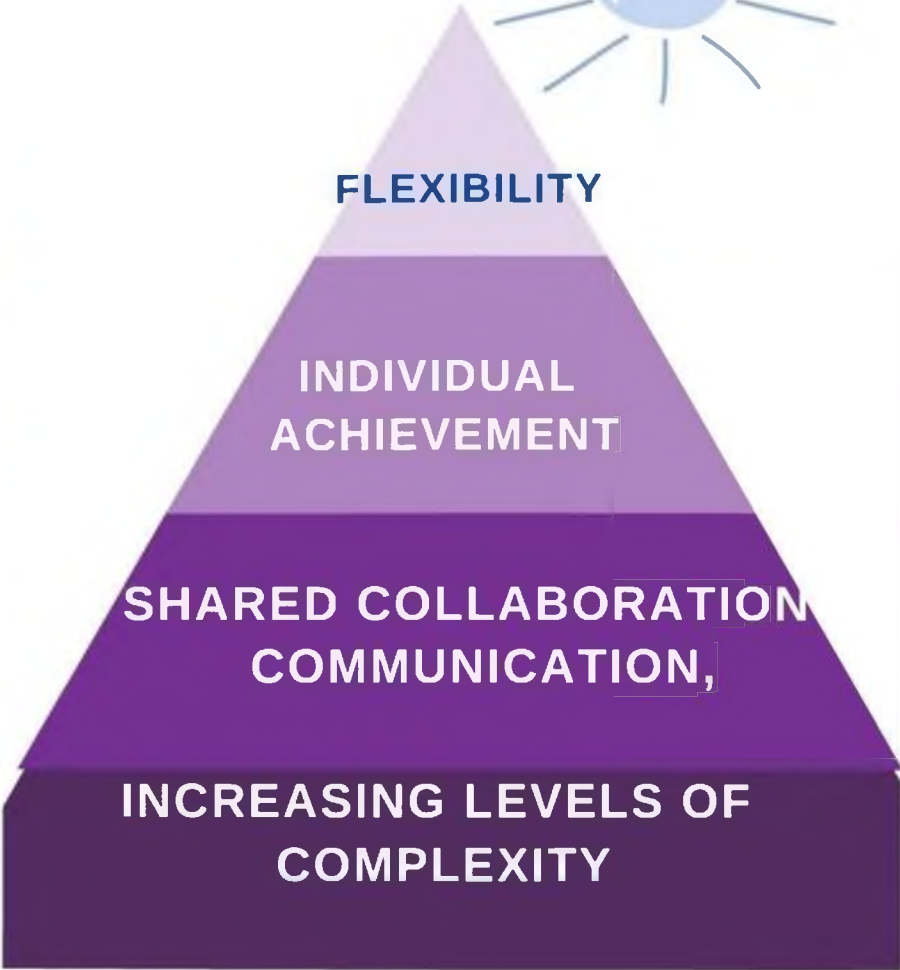 FLEXIBILITY
INDIVIDUAL
ACHIEVEMENT
SHARED COLLABORATION
COMMUNICATION,
INCREASING LEVELS OF
COMPLEXITY